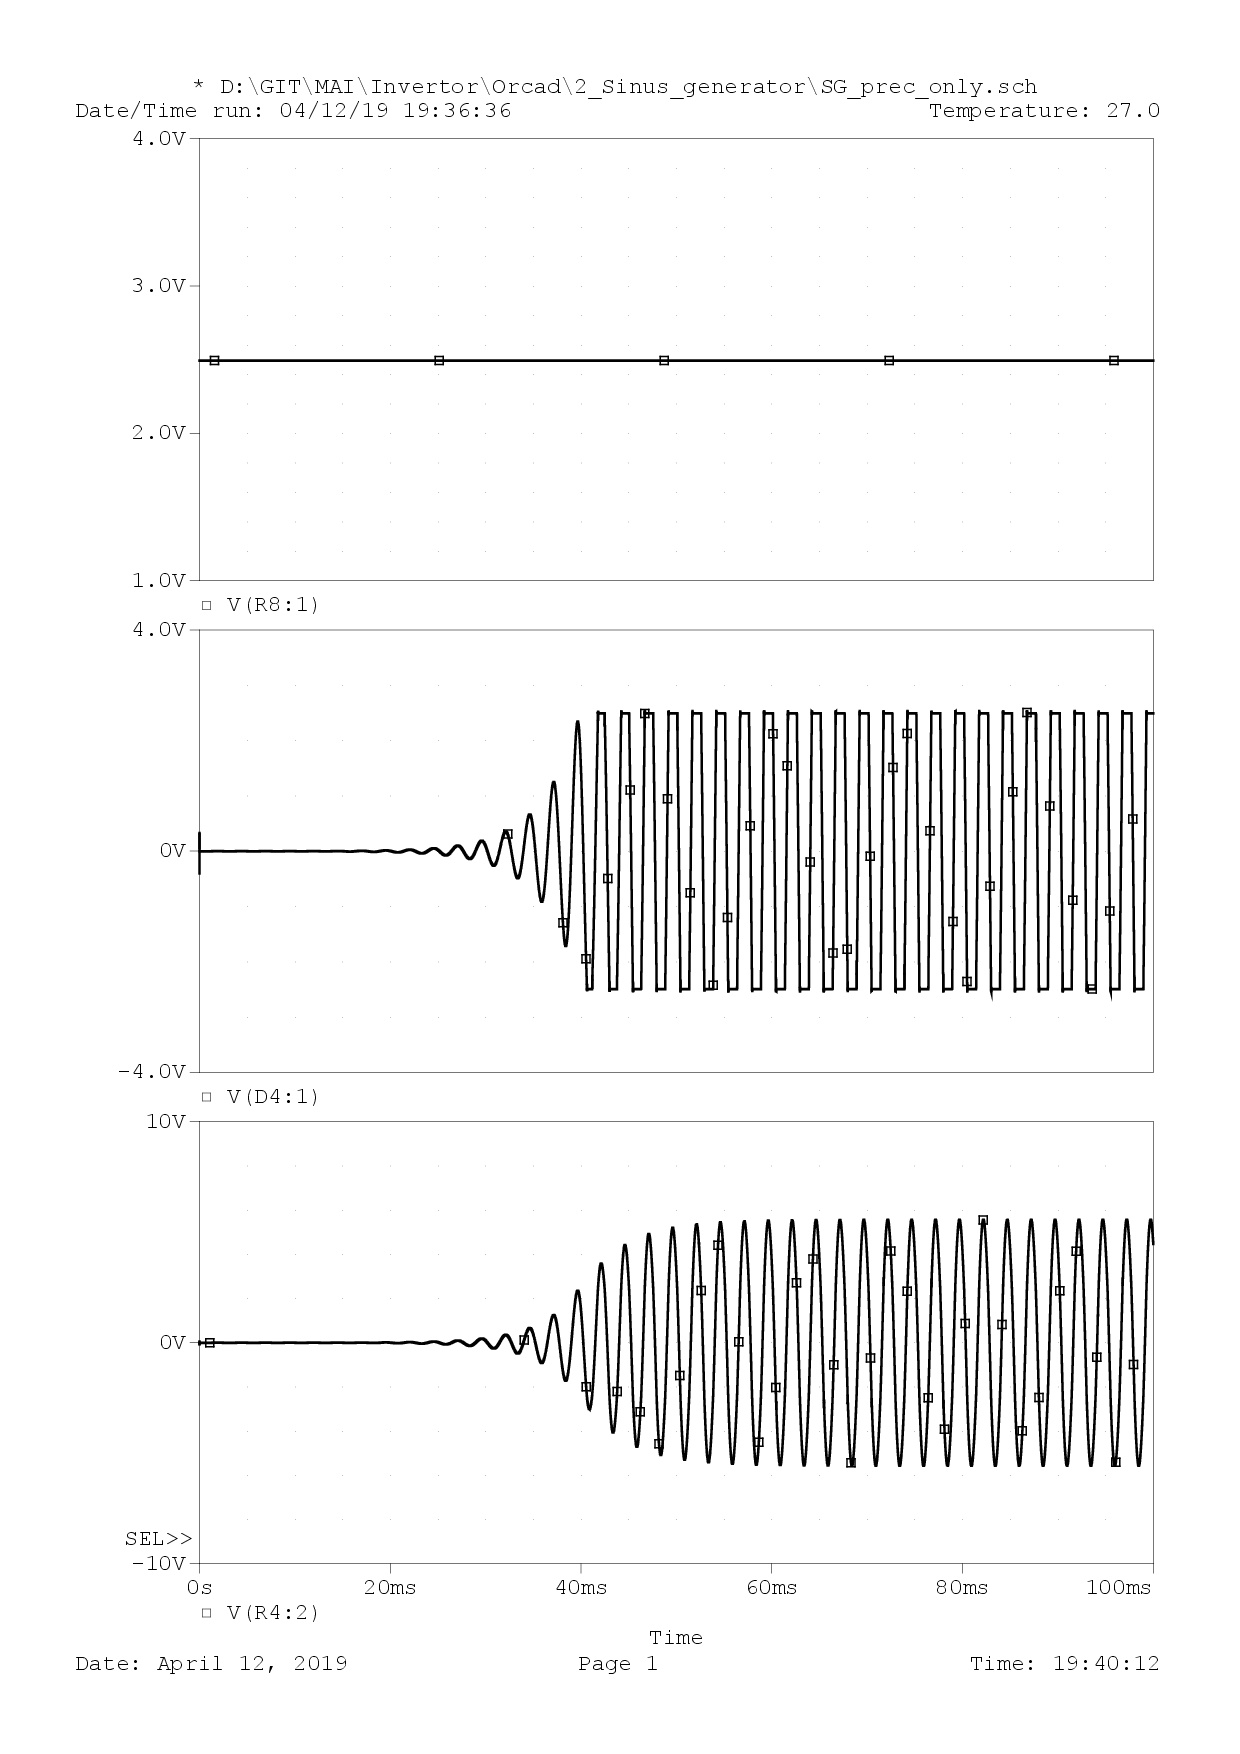 * D:\GIT\MAI\Invertor\Orcad\2_Sinus_generator\SG_prec_only.sch
Date/Time run: 04/12/19 19:36:36 Temperature: 27.0
4.0V
3.0V
2.0V
1.0V
V(R8:1)
4.0V
0V
-4.0V
V(D4:1)
10V
0V
SEL>>
-10V
0s 20ms 40ms 60ms 80ms 100ms
V(R4:2)
Time
Date: April 12, 2019 Page 1 Time: 19:40:12